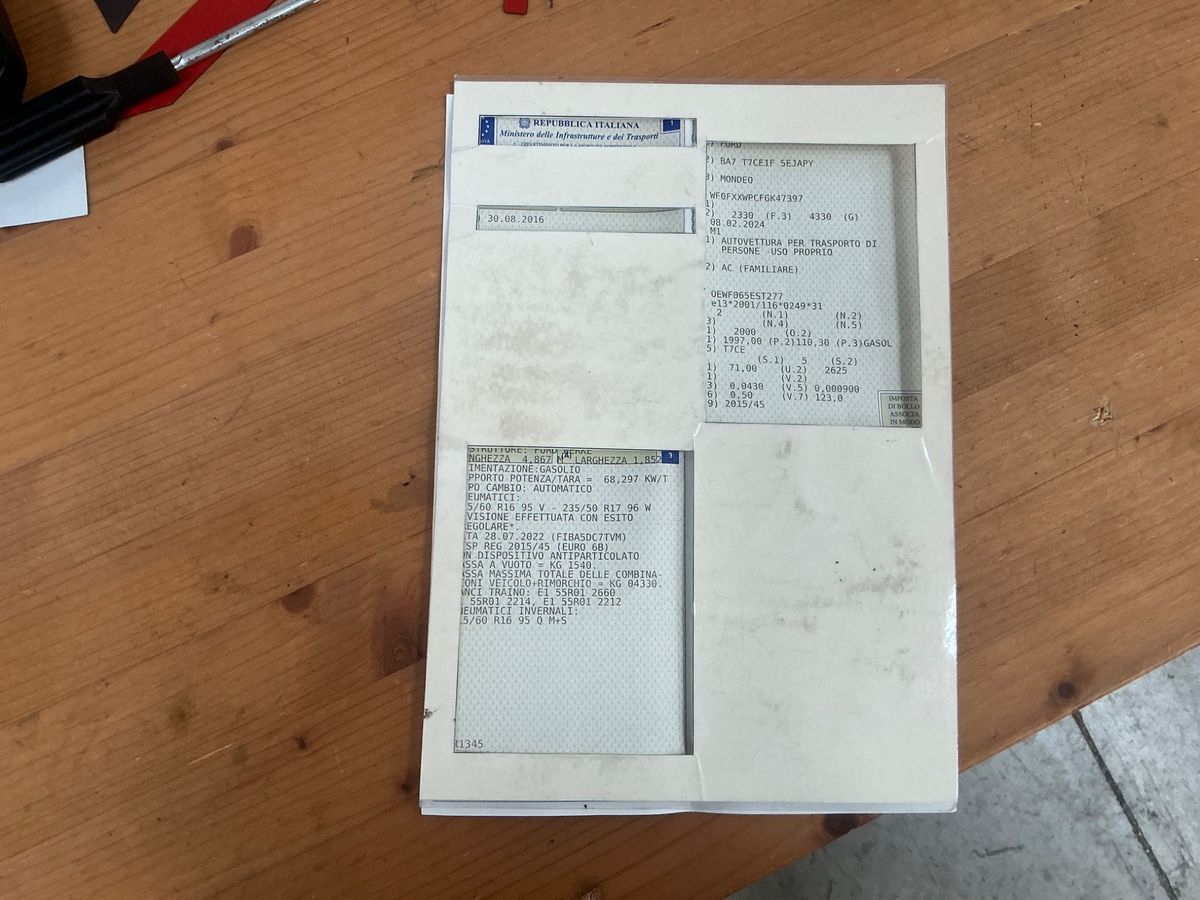 REPUBBLICA ITALIANA
Ministero delle Infrastrutture e dei Trasporti
30.08.2016
FORD
2) BA7 T7CE1F 5EJAPY
3) MONDEO
WF0FXXWPCFGK47397
1)
2) 2330 (F.3) 4330 (G)
08.02.2024
M1
1) AUTOVETTURA PER TRASPORTO DI
PERSONE -USO PROPRIO
2) AC (FAMILIARE)
OEWF065EST277
e13*2001/116*0249*31
2 (N.1) (N.2)
3) (N.4) (N.5)
1) 2000 (O.2)
1) 1997,00 (P.2)110,30 (P.3)GASOL
5) T7CE
(S.1) 5 (S.2)
1) 71,00 (U.2) 2625
1) (V.2)
3) 0,0430 (V.5) 0,000900
6) 0,50 (V.7) 123,0
9) 2015/45
IMPOSTA
DI BOLLO
ASSOLTA
IN MODO
STRUTTORE: FORD WERKE
NGHEZZA 4,867 M LARGHEZZA 1,852
3
IMENTAZIONE:GASOLIO
PPORTO POTENZA/TARA = 68,297 KW/T
PO CAMBIO: AUTOMATICO
EUMATICI:
5/60 R16 95 V - 235/50 R17 96 W
VISIONE EFFETTUATA CON ESITO
EGOLARE*.
TA 28.07.2022 (FIBA5DC7TVM)
SP REG 2015/45 (EURO 6B)
N DISPOSITIVO ANTIPARTICOLATO
SSA A VUOTO = KG 1540.
SSA MASSIMA TOTALE DELLE COMBINA-
ONI VEICOLO+RIMORCHIO = KG 04330.
NCI TRAINO: E1 55R01 2660
55R01 2214, E1 55R01 2212
EUMATICI INVERNALI:
5/60 R16 95 Q M+S
R1345